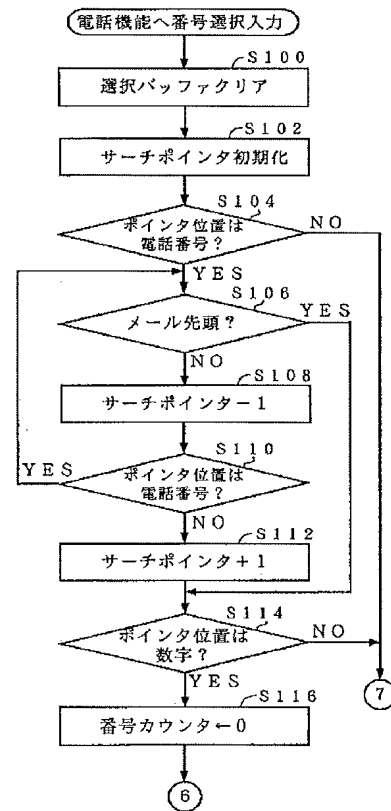 電話機能へ番号選択入力
S100
選択バッファクリア
S102
サーチポインタ初期化
S104
ポインタ位置は
電話番号?
NO
YES
S106
メール先頭?
YES
NO
S108
サーチポインター1
S110
YES
ポインタ位置は
電話番号?
NO
S112
サーチポインタ+1
S114
ポインタ位置は
数字?
NO
YES
7
S116
番号カウンタ←0
6